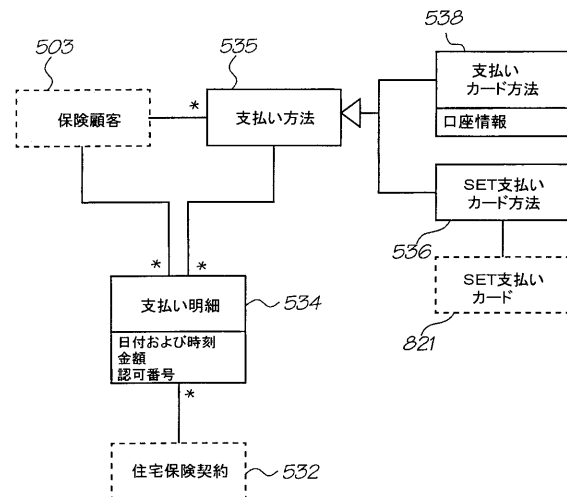 538
503
535
支払い
カード方法
保険顧客
*
支払い方法
口座情報
SET支払い
カード方法
536
*
*
支払い明細
534
SET支払い
カード
821
日付および時刻
金額
認可番号
*
住宅保険契約
532